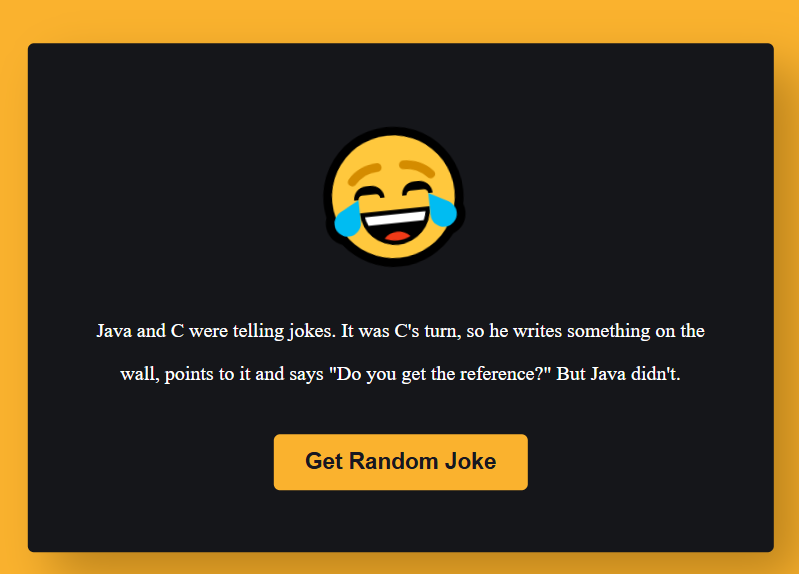 Java and C were telling jokes. It was C's turn, so he writes something on the
wall, points to it and says "Do you get the reference?" But Java didn't.
Get Random Joke